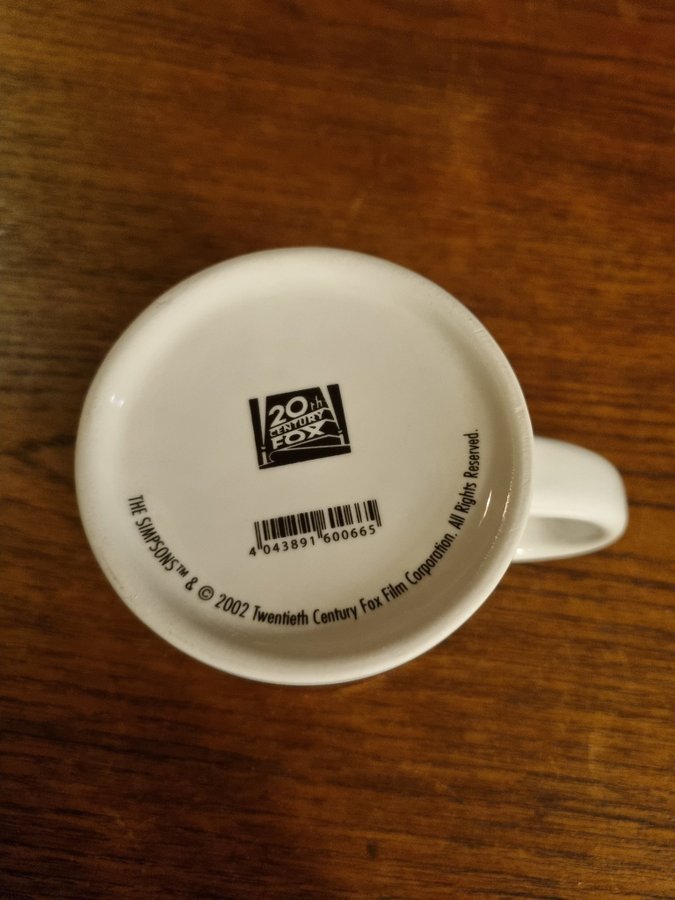 20th
CENTURY
FOX
4 043891 600665
THE SIMPSONS™ & © 2002 Twentieth Century Fox Film Corporation. All Rights Reserved.